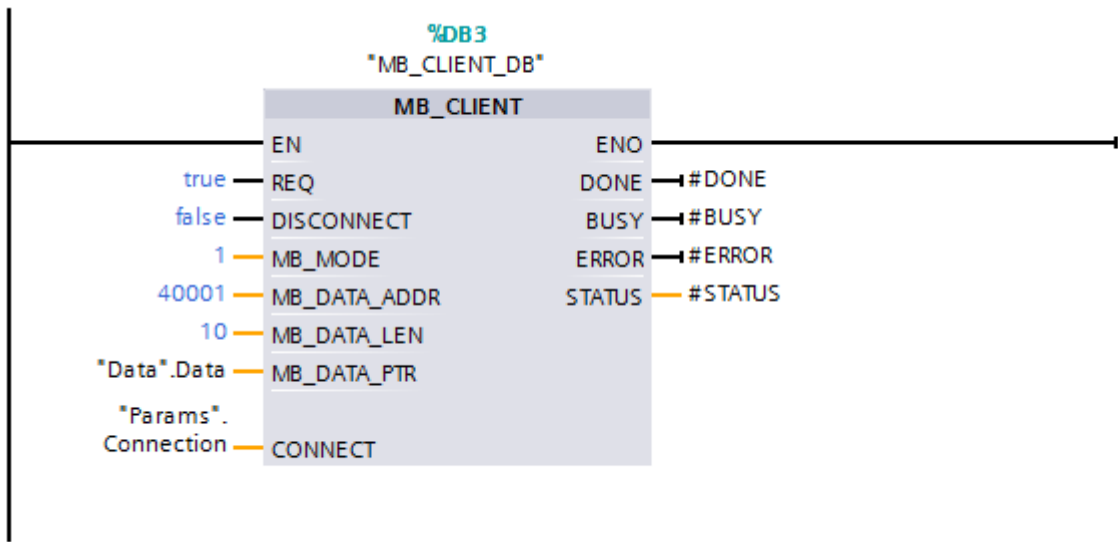 %DB3
"MB_CLIENT_DB"
MB_CLIENT
EN ENO
true REQ DONE #DONE
false DISCONNECT BUSY #BUSY
1 MB_MODE ERROR #ERROR
40001 MB_DATA_ADDR STATUS #STATUS
10 MB_DATA_LEN
"Data".Data MB_DATA_PTR
"Params".
Connection CONNECT